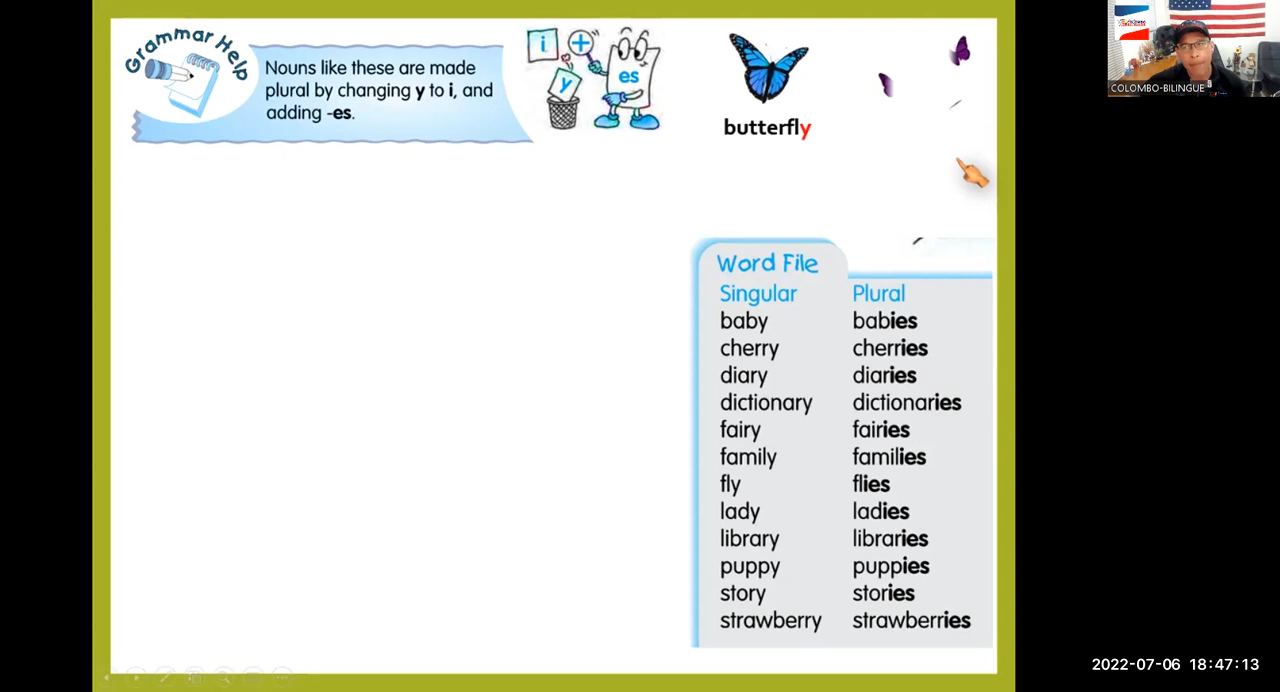 Grammar Help
Nouns like these are made
plural by changing y to i, and
adding -es.
i
+
y
es
butterfly
COLOMBO-BILINGUE
Word File
Singular Plural
baby babies
cherry cherries
diary diaries
dictionary dictionaries
fairy fairies
family families
fly flies
lady ladies
library libraries
puppy puppies
story stories
strawberry strawberries
2022-07-06 18:47:13